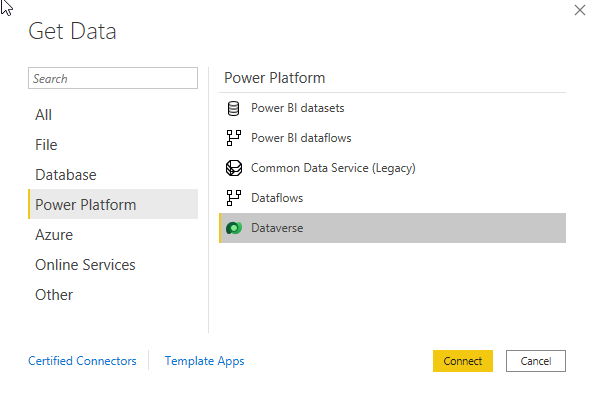 Get Data
Search
All
File
Database
Power Platform
Azure
Online Services
Other
Power Platform
Power BI datasets
Power BI dataflows
Common Data Service (Legacy)
Dataflows
Dataverse
Certified Connectors
Template Apps
Connect
Cancel